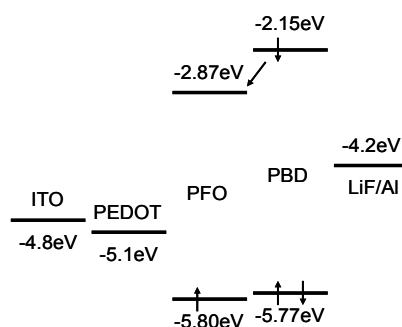 -2.15eV
-2.87eV
-4.2eV
PBD
PFO
LiF/Al
ITO
PEDOT
-4.8eV
-5.1eV
-5.80eV
-5.77eV